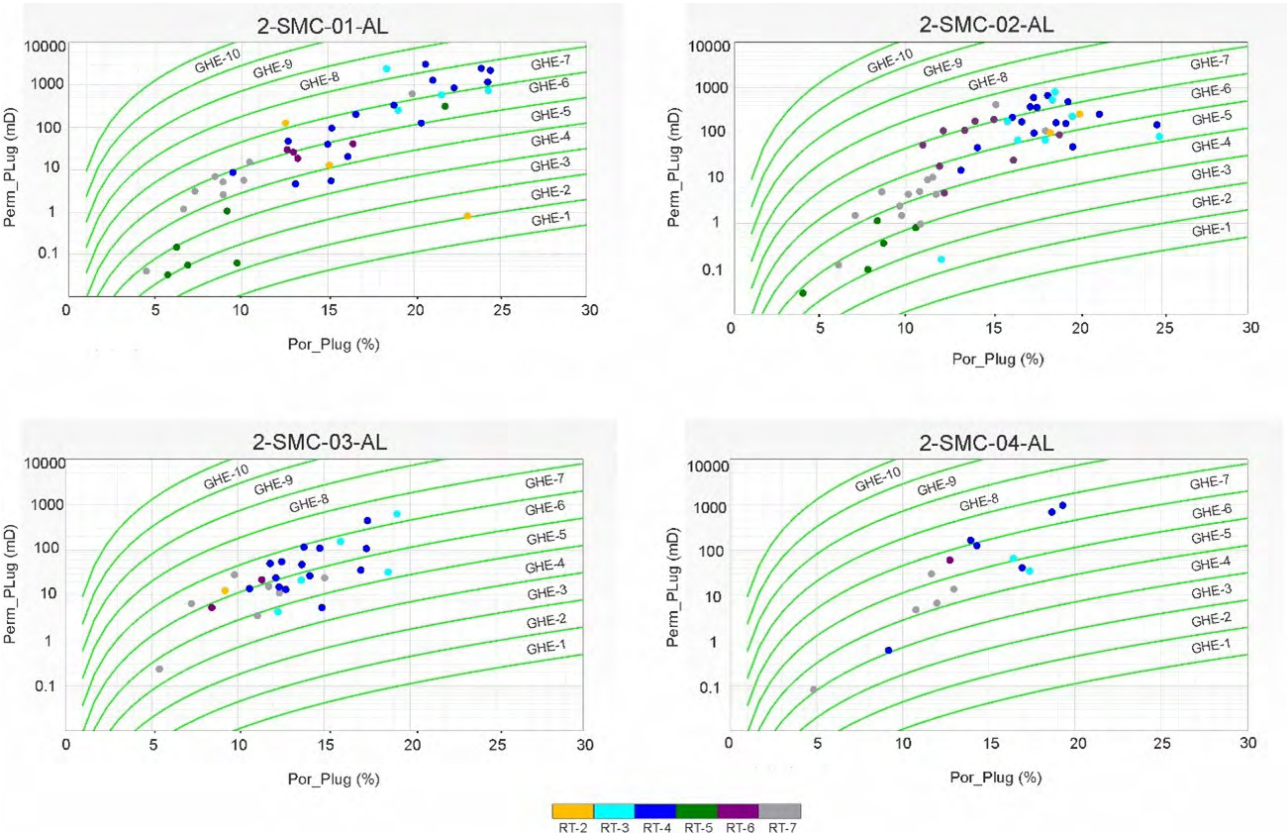 2-SMC-01-AL
Perm_PLug (mD)
10000
1000
100
10
1
0.1
GHE-10
GHE-9
GHE-8
GHE-7
GHE-6
GHE-5
GHE-4
GHE-3
GHE-2
GHE-1
0 5 10 15 20 25 30
Por_Plug (%)
2-SMC-02-AL
Perm_PLug (mD)
10000
1000
100
10
1
0.1
GHE-10
GHE-9
GHE-8
GHE-7
GHE-6
GHE-5
GHE-4
GHE-3
GHE-2
GHE-1
0 5 10 15 20 25 30
Por_Plug (%)
2-SMC-03-AL
Perm_PLug (mD)
10000
1000
100
10
1
0.1
GHE-10
GHE-9
GHE-8
GHE-7
GHE-6
GHE-5
GHE-4
GHE-3
GHE-2
GHE-1
0 5 10 15 20 25 30
Por_Plug (%)
2-SMC-04-AL
Perm_PLug (mD)
10000
1000
100
10
1
0.1
GHE-10
GHE-9
GHE-8
GHE-7
GHE-6
GHE-5
GHE-4
GHE-3
GHE-2
GHE-1
0 5 10 15 20 25 30
Por_Plug (%)
RT-2 RT-3 RT-4 RT-5 RT-6 RT-7